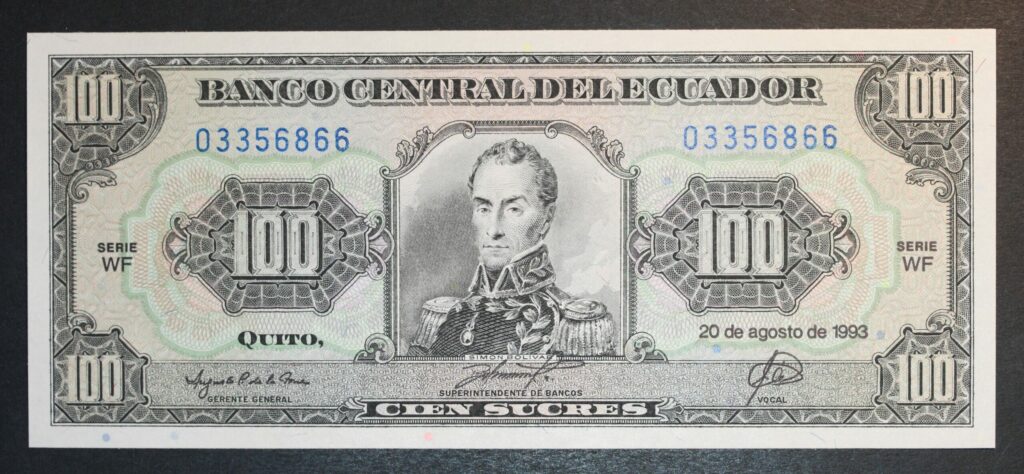 100 BANCO CENTRAL DEL ECUADOR 100
03356866 03356866
100 100
SERIE WF SERIE WF
QUITO, 20 de agosto de 1993
SIMON BOLIVAR
100 100
GERENTE GENERAL SUPERINTENDENTE DE BANCOS VOCAL
CIEN SUCRES